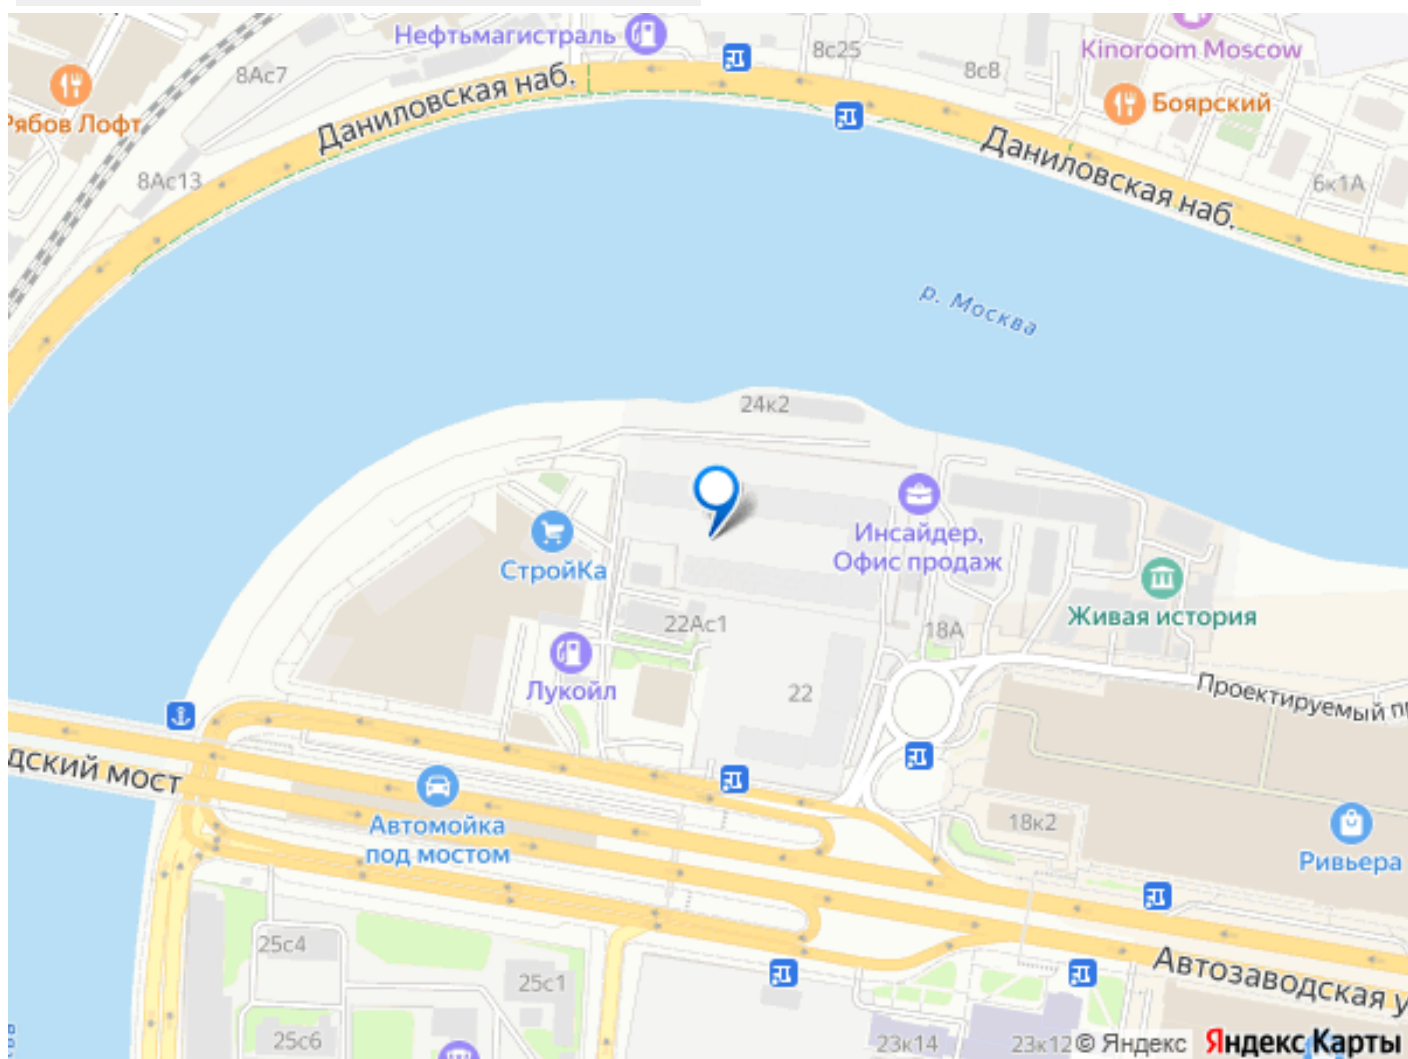 Нефтьмагистраль
8с25
Kinoroom Moscow
8Ас7
8с8
Рябов Лофт
Даниловская наб.
Боярский
Даниловская наб.
8Ас13
6к1А
р. Москва
24к2
Инсайдер,
Офис продаж
СтройКа
Живая история
22Ас1
18А
Лукойл
22
Проектируемый пр
дский мост
Автомойка
под мостом
18к2
Ривьера
25с4
25с1
Автозаводская у
25с6
23к14
23к12
© Яндекс
Яндекс Карты